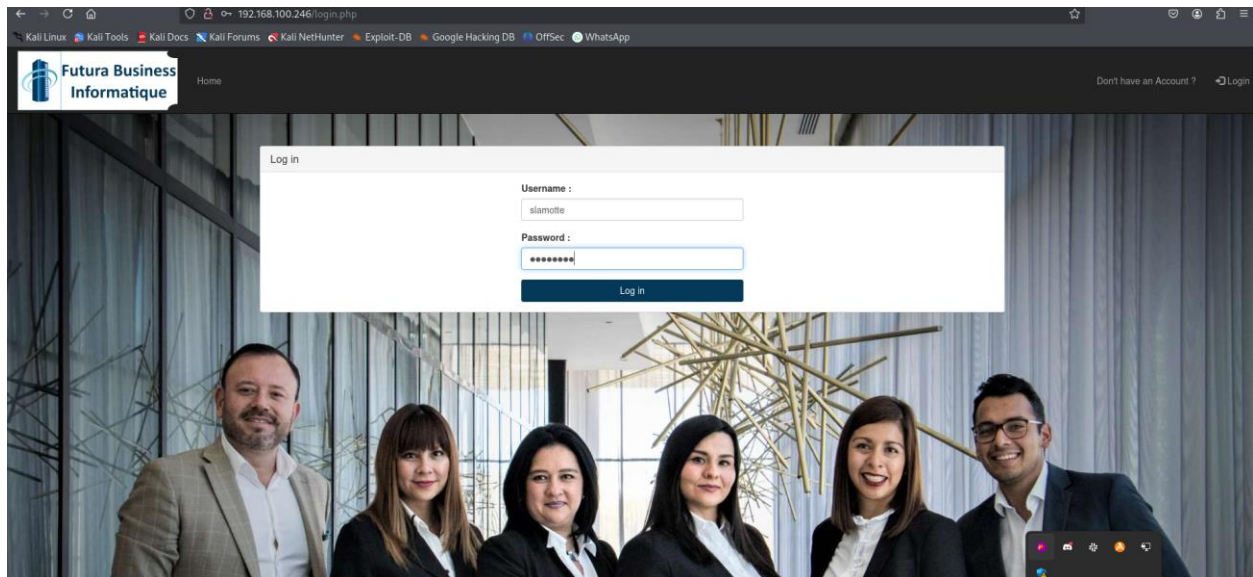 192.168.100.246/login.php
Kali Linux Kali Tools Kali Docs Kali Forums Kali NetHunter Exploit-DB Google Hacking DB OffSec WhatsApp
Futura Business
Informatique
Home
Don't have an Account ?
Login
Log in
Username :
slamotte
Password :
••••••••
Log in